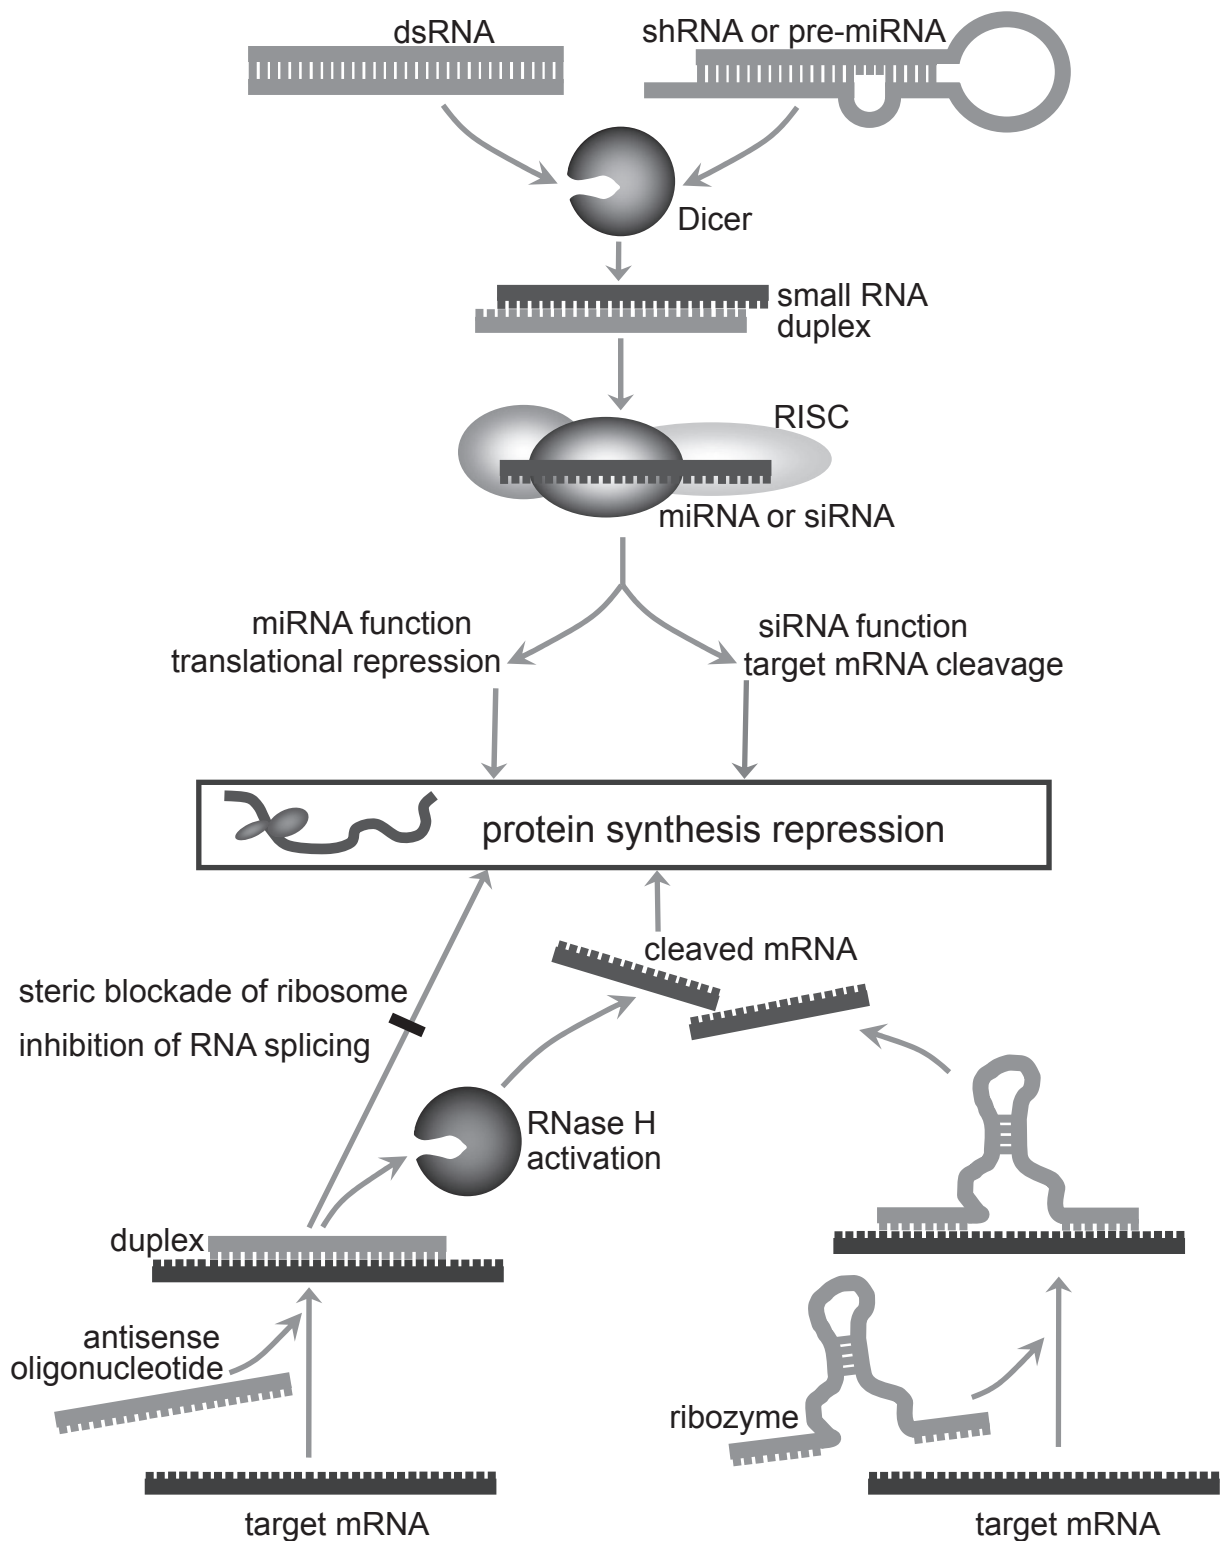 dsRNA
shRNA or pre-miRNA
Dicer
small RNA
duplex
RISC
miRNA or siRNA
miRNA function
translational repression
siRNA function
target mRNA cleavage
protein synthesis repression
cleaved mRNA
steric blockade of ribosome
inhibition of RNA splicing
RNase H
activation
duplex
antisense
oligonucleotide
ribozyme
target mRNA
target mRNA